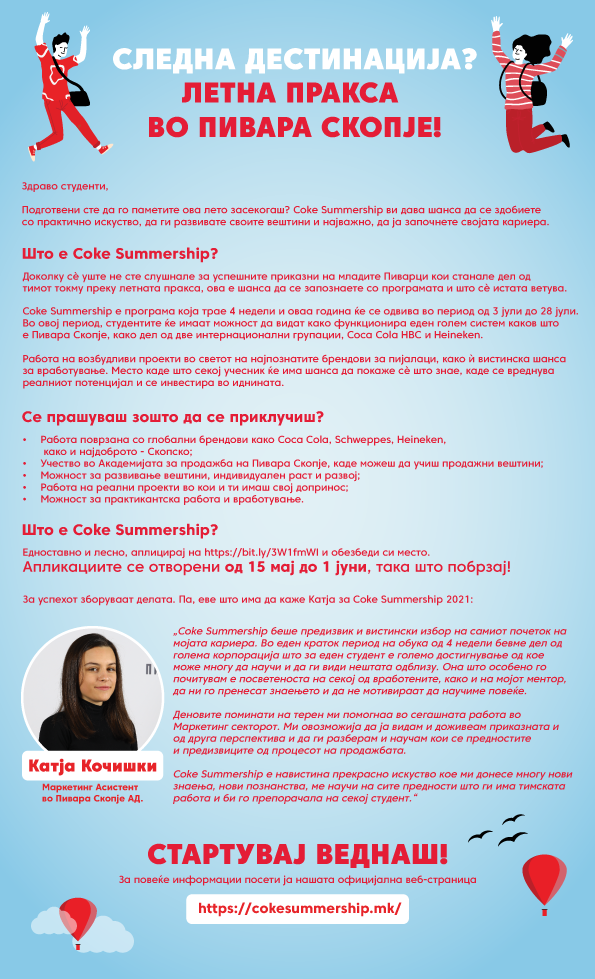 СЛЕДНА ДЕСТИНАЦИЈА?
ЛЕТНА ПРАКСА
ВО ПИВАРА СКОПЈЕ!
Здраво студенти,
Подготвени сте да го паметите ова лето засекогаш? Coke Summership ви дава шанса да се здобиете
со практично искуство, да ги развивате своите вештини и најважно, да ја започнете својата кариера.
Што е Coke Summership?
Доколку сѐ уште не сте слушнале за успешните приказни на младите Пиварци кои станале дел од
тимот токму преку летната пракса, ова е шанса да се запознаете со програмата и што сѐ истата ветува.
Coke Summership е програма која трае 4 недели и оваа година ќе се одвива во период од 3 јули до 28 јули.
Во овој период, студентите ќе имаат можност да видат како функционира еден голем систем каков што
е Пивара Скопје, како дел од две интернационални групации, Coca Cola HBC и Heineken.
Работа на возбудливи проекти во светот на најпознатите брендови за пијалаци, како ѝ вистинска шанса
за вработување. Место каде што секој учесник ќе има шанса да покаже сѐ што знае, каде се вреднува
реалниот потенцијал и се инвестира во иднината.
Се прашуваш зошто да се приклучиш?
• Работа поврзана со глобални брендови како Coca Cola, Schweppes, Heineken,
како и најдоброто - Скопско;
• Учество во Академијата за продажба на Пивара Скопје, каде можеш да учиш продажни вештини;
• Можност за развивање вештини, индивидуален раст и развој;
• Работа на реални проекти во кои и ти имаш свој допринос;
• Можност за практикантска работа и вработување.
Што е Coke Summership?
Едноставно и лесно, аплицирај на https://bit.ly/3W1fmWI и обезбеди си место.
Апликациите се отворени од 15 мај до 1 јуни, така што побрзај!
За успехот зборуваат делата. Па, еве што има да каже Катја за Coke Summership 2021:
„Coke Summership беше предизвик и вистински избор на самиот почеток на
мојата кариера. Во еден краток период на обука од 4 недели бевме дел од
голема корпорација што за еден студент е големо достигнување од кое
може многу да научи и да ги види нештата одблизу. Она што особено го
почитувам е посветеноста на секој од вработените, како и на мојот ментор,
да ни го пренесат знаењето и да не мотивираат да научиме повеќе.
Деновите поминати на терен ми помогнаа во сегашната работа во
Маркетинг секторот. Ми овозможија да ја видам и доживеам приказната и
од друга перспектива и да ги разберам и научам кои се предностите
и предизвиците од процесот на продажбата.
Coke Summership е навистина прекрасно искуство кое ми донесе многу нови
знаења, нови познанства, ме научи на сите предности што ги има тимската
работа и би го препорачала на секој студент.“
Катја Кочишки
Маркетинг Асистент
во Пивара Скопје АД.
СТАРТУВАЈ ВЕДНАШ!
За повеќе информации посети ја нашата официјална веб-страница
https://cokesummership.mk/